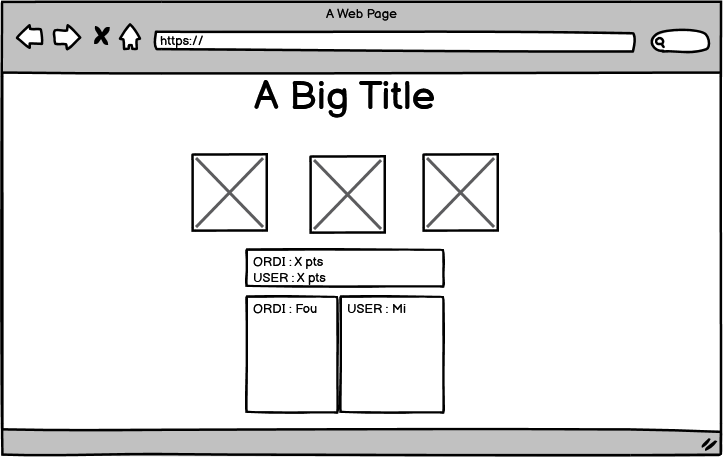 A Web Page
https://
A Big Title
ORDI : X pts
USER : X pts
ORDI : Fou
USER : Mi